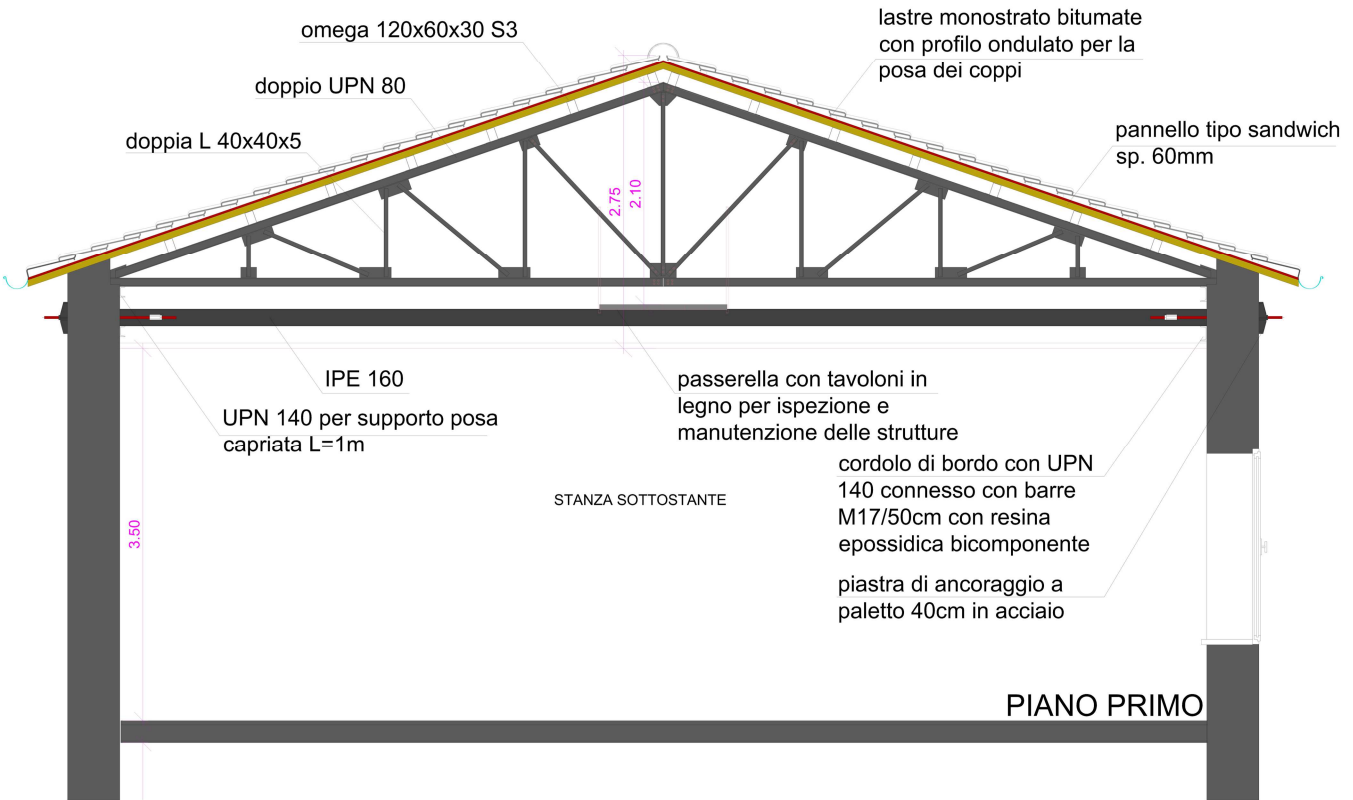 omega 120x60x30 S3
doppio UPN 80
doppia L 40x40x5
lastre monostrato bitumate
con profilo ondulato per la
posa dei coppi
pannello tipo sandwich
sp. 60mm
2.75
2.10
IPE 160
UPN 140 per supporto posa
capriata L=1m
passerella con tavoloni in
legno per ispezione e
manutenzione delle strutture
cordolo di bordo con UPN
140 connesso con barre
M17/50cm con resina
epossidica bicomponente
piastra di ancoraggio a
paletto 40cm in acciaio
STANZA SOTTOSTANTE
3.50
PIANO PRIMO